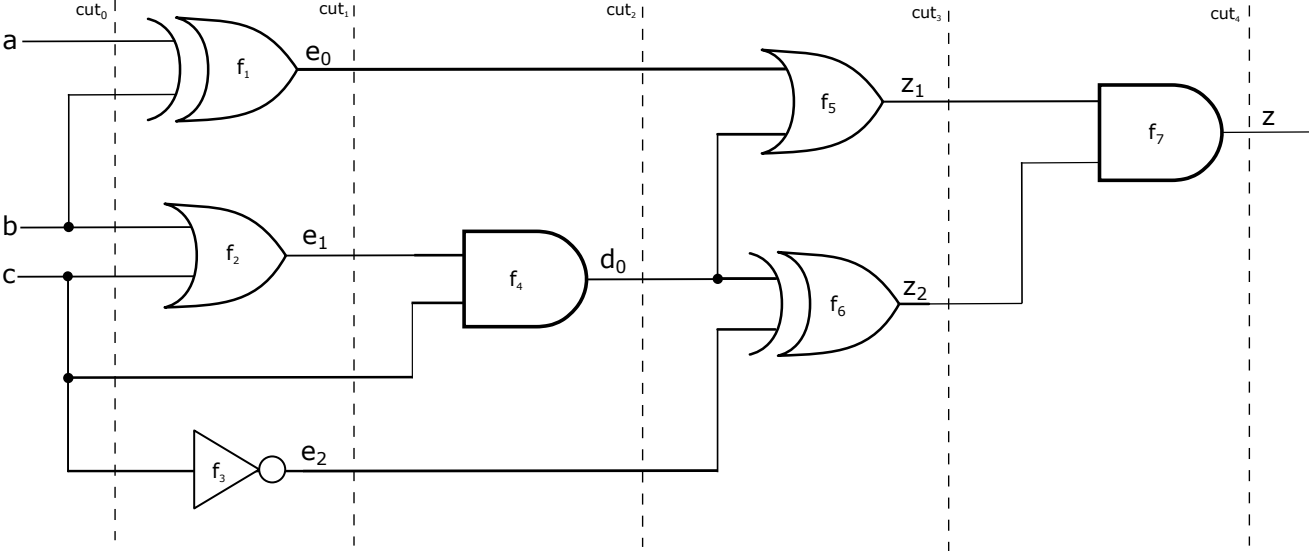 cut₀
cut₁
cut₂
cut₃
cut₄
a
f₁
e₀
f₅
z₁
f₇
z
b
f₂
e₁
c
f₄
d₀
f₆
z₂
f₃
e₂